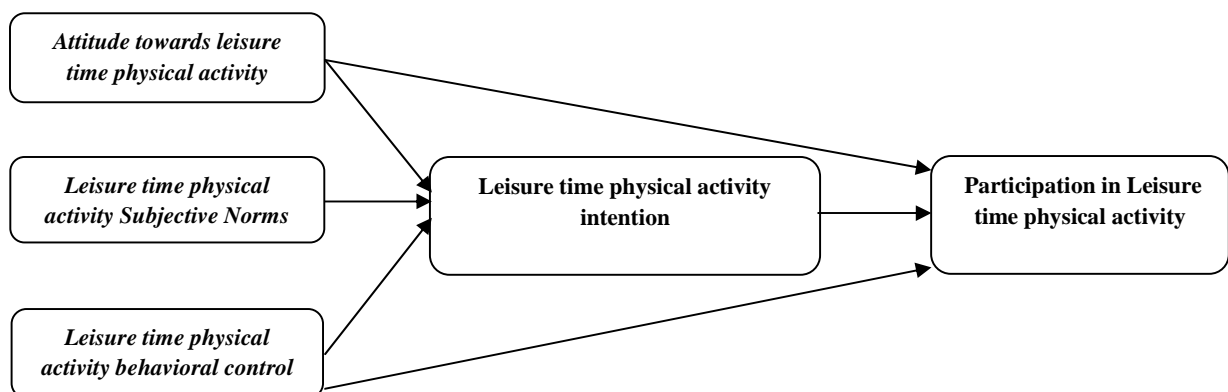 Attitude towards leisure
time physical activity
Leisure time physical
activity Subjective Norms
Leisure time physical
activity behavioral control
Leisure time physical activity
intention
Participation in Leisure
time physical activity